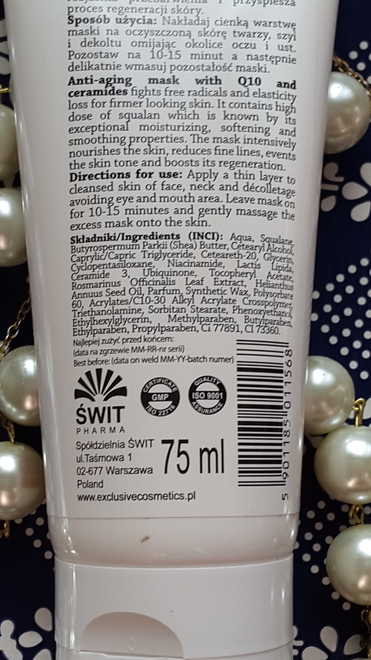 proces regeneracji skóry.
Sposób użycia: Nakładaj cienką warstwę
maski na oczyszczoną skórę twarzy, szyi
i dekoltu omijając okolice oczu i ust.
Pozostaw na 10-15 minut a następnie
delikatnie wmasuj pozostałość maski.
Anti-aging mask with Q10 and
ceramides fights free radicals and elasticity
loss for firmer looking skin. It contains high
dose of squalan which is known by its
exceptional moisturizing, softening and
smoothing properties. The mask intensively
nourishes the skin, reduces fine lines, events
the skin tone and boosts its regeneration.
Directions for use: Apply a thin layer to
cleansed skin of face, neck and décolletage
avoiding eye and mouth area. Leave mask on
for 10-15 minutes and gently massage the
excess mask onto the skin.
Składniki/Ingredients (INCI): Aqua, Squalane,
Butyrospermum Parkii (Shea) Butter, Cetearyl Alcohol,
Caprylic/Capric Triglyceride, Ceteareth-20, Glycerin,
Cyclopentasiloxane, Niacinamide, Lactis Lipida,
Ceramide 3, Ubiquinone, Tocopheryl Acetate,
Rosmarinus Officinalis Leaf Extract, Helianthus
Annuus Seed Oil, Parfum, Synthetic Wax, Polysorbate
60, Acrylates/C10-30 Alkyl Acrylate Crosspolymer,
Triethanolamine, Sorbitan Stearate, Phenoxyethanol,
Ethylhexylglycerin, Methylparaben, Butylparaben,
Ethylparaben, Propylparaben, Ci 77891, CI 73360.
Najlepiej zużyć przed końcem:
(data na zgrzewie MM-RR-nr serii)
Best before: (data on weld MM-YY-batch numer)
CERTIFICATE
GMP
ISO 22716
QUALITY
ISO 9001
ASSURANCE
ŚWIT
PHARMA
Spółdzielnia ŚWIT
ul.Taśmowa 1
02-677 Warszawa
Poland
www.exclusivecosmetics.pl
75 ml
5 901185 011568